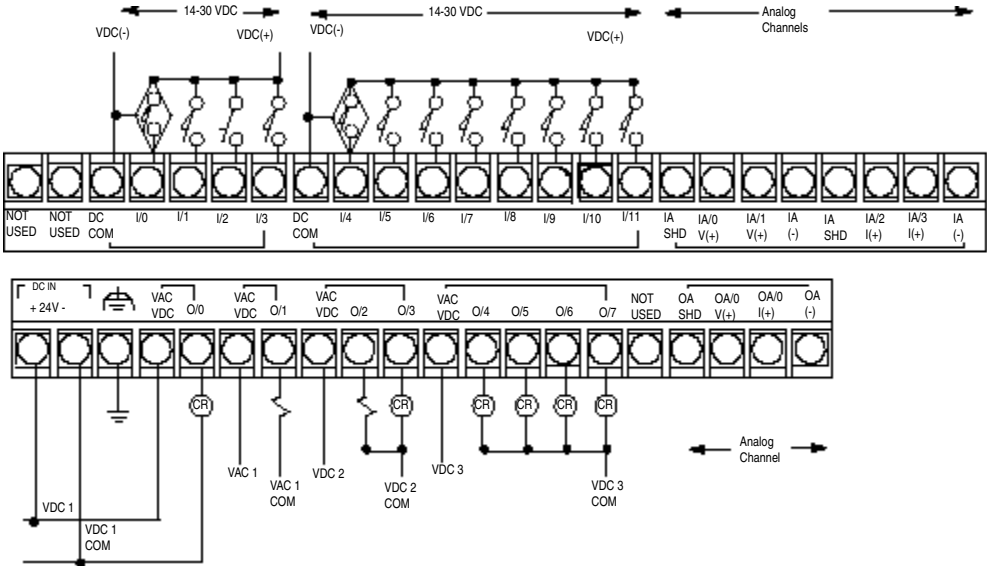 14-30 VDC
14-30 VDC
Analog
Channels
VDC(-)
VDC(+)
VDC(-)
VDC(+)
NOT
USED
NOT
USED
DC
COM
I/0
I/1
I/2
I/3
DC
COM
I/4
I/5
I/6
I/7
I/8
I/9
I/10
I/11
IA
SHD
IA/0
V(+)
IA/1
V(+)
IA
(-)
IA
SHD
IA/2
I(+)
IA/3
I(+)
IA
(-)
DC IN
+ 24V -
VAC
VDC
O/0
VAC
VDC
O/1
VAC
VDC
O/2
O/3
VAC
VDC
O/4
O/5
O/6
O/7
NOT
USED
OA
SHD
OA/0
V(+)
OA/0
I(+)
OA
(-)
CR
CR
CR
CR
CR
CR
VDC 1
VDC 1
COM
VAC 1
VAC 1
COM
VDC 2
VDC 2
COM
VDC 3
VDC 3
COM
Analog
Channel